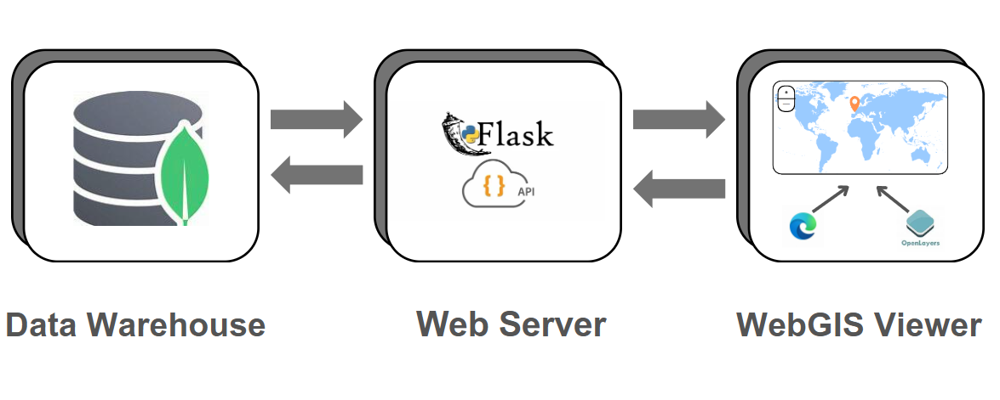 Flask
{ } API
OpenLayers
Data Warehouse
Web Server
WebGIS Viewer